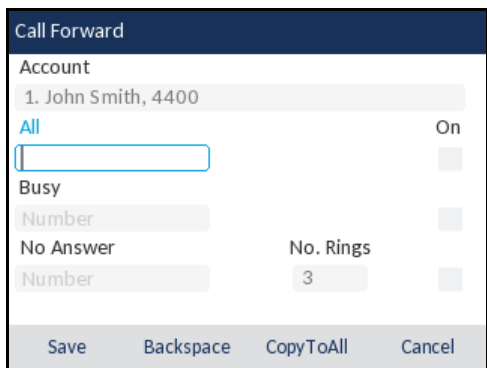 Call Forward
Account
1. John Smith, 4400
All On
Busy
Number
No Answer No. Rings
Number 3
Save Backspace CopyToAll Cancel